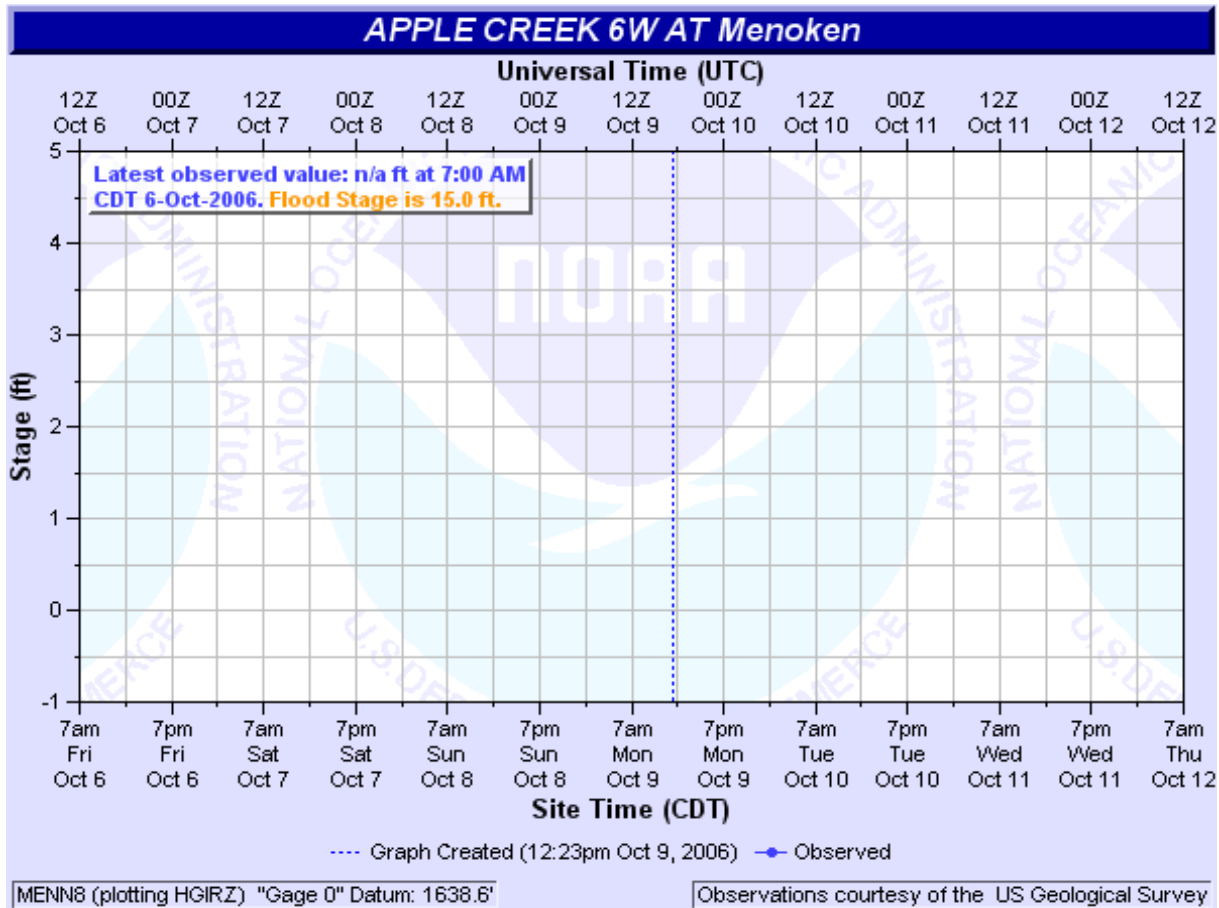 APPLE CREEK 6W AT Menoken
Universal Time (UTC)
12Z 00Z 12Z 00Z 12Z 00Z 12Z 00Z 12Z 00Z 12Z 00Z 12Z
Oct 6 Oct 7 Oct 7 Oct 8 Oct 8 Oct 9 Oct 9 Oct 10 Oct 10 Oct 11 Oct 11 Oct 12 Oct 12
Latest observed value: n/a ft at 7:00 AM
CDT 6-Oct-2006. Flood Stage is 15.0 ft.
NOAA
NATIONAL OCEANIC
ADMINISTRATION
U.S.DE
MERCE
Stage (ft)
5
4
3
2
1
0
-1
7am 7pm 7am 7pm 7am 7pm 7am 7pm 7am 7pm 7am 7pm 7am
Fri Fri Sat Sat Sun Sun Mon Mon Tue Tue Wed Wed Thu
Oct 6 Oct 6 Oct 7 Oct 7 Oct 8 Oct 8 Oct 9 Oct 9 Oct 10 Oct 10 Oct 11 Oct 11 Oct 12
Site Time (CDT)
---- Graph Created (12:23pm Oct 9, 2006) Observed
MENN8 (plotting HGIRZ) "Gage 0" Datum: 1638.6'
Observations courtesy of the US Geological Survey